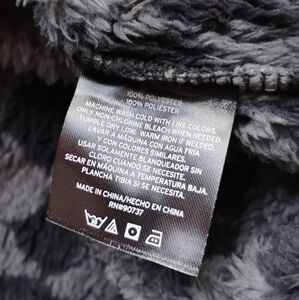 100% POLYESTER
100% POLIÉSTER
MACHINE WASH COLD WITH LIKE COLORS.
ONLY NON-CHLORINE BLEACH WHEN NEEDED.
TUMBLE DRY LOW. WARM IRON IF NEEDED.
LAVAR A MÁQUINA CON AGUA FRIA
Y CON COLORES SIMILARES.
USAR SOLAMENTE BLANQUEADOR SIN
CLORO CUANDO SE NECESITE.
SECAR EN MÁQUINA A TEMPERATURA BAJA.
PLANCHA TIBIA SI SE NECESITA.
MADE IN CHINA/HECHO EN CHINA
RN#90737